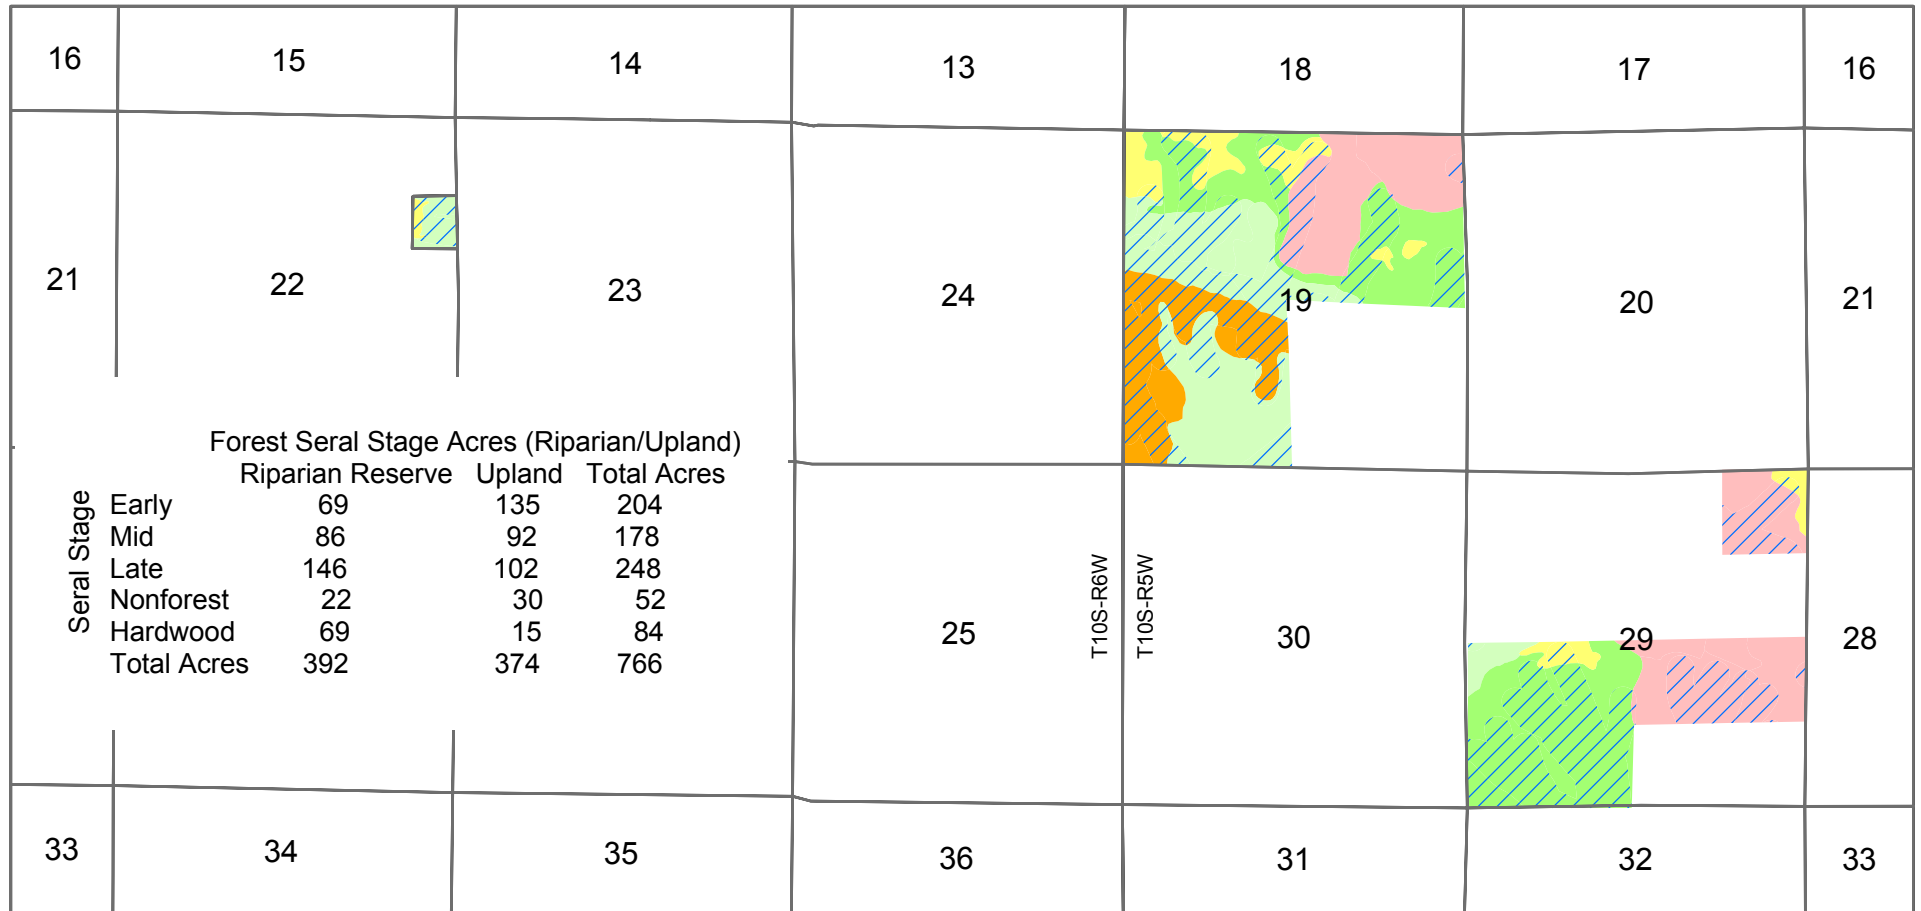 16 15 14 13 18 17 16
21 22 23 24 19 20 21
Forest Seral Stage Acres (Riparian/Upland)
Riparian Reserve Upland Total Acres
Seral Stage
Early 69 135 204
Mid 86 92 178
Late 146 102 248
Nonforest 22 30 52
Hardwood 69 15 84
Total Acres 392 374 766
T10S-R6W
T10S-R5W
25 30 29 28
33 34 35 36 31 32 33